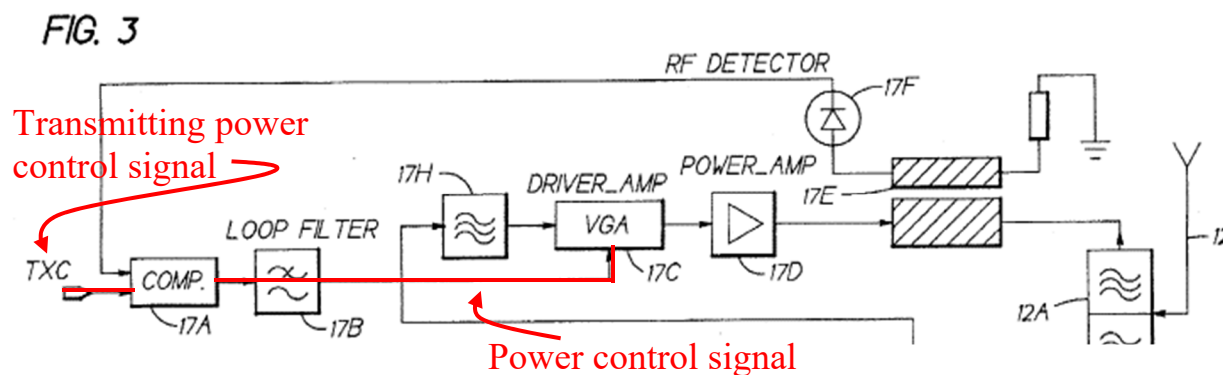 FIG. 3
RF DETECTOR
17F
Transmitting power
control signal
17H
DRIVER_AMP
POWER_AMP
17E
VGA
LOOP FILTER
TXC
COMP.
17C
17D
17A
17B
12A
12
Power control signal